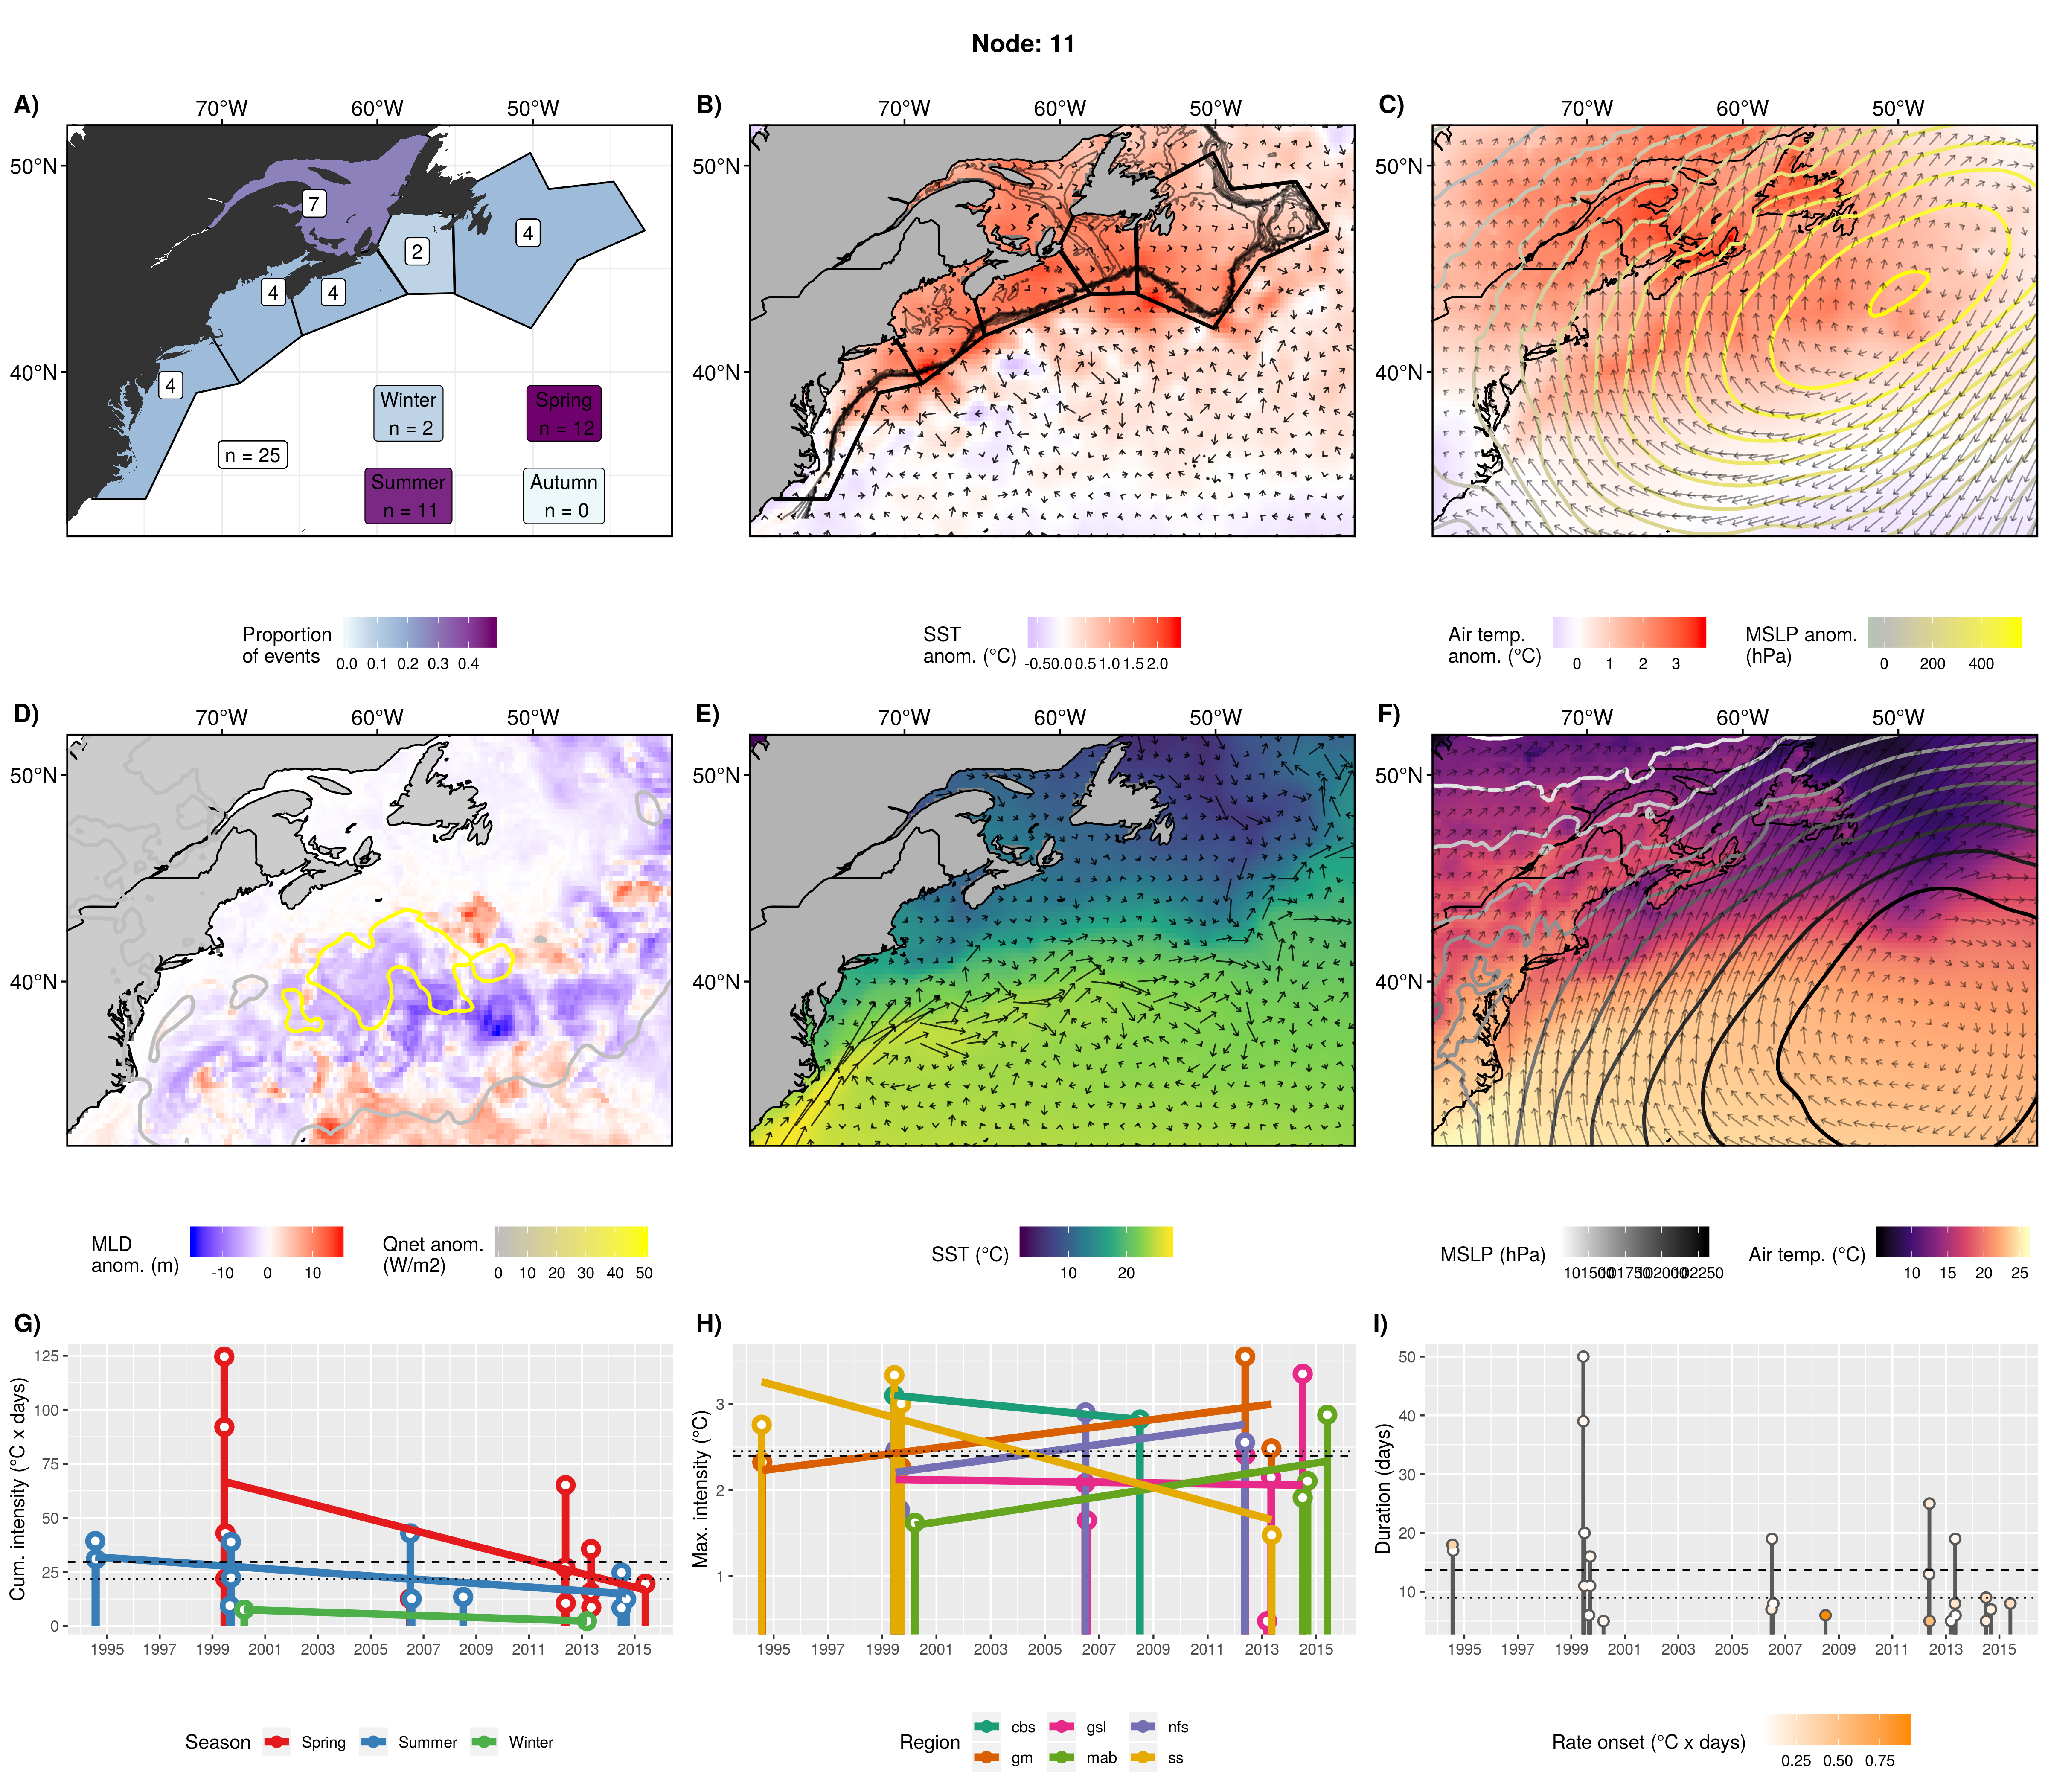 Node: 11
A)
70°W 60°W 50°W
50°N
40°N
7
2
4
4
4
4
n = 25
Winter
n = 2
Spring
n = 12
Summer
n = 11
Autumn
n = 0
Proportion
of events
0.0 0.1 0.2 0.3 0.4
B)
70°W 60°W 50°W
50°N
40°N
SST
anom. (°C)
-0.5 0.0 0.5 1.0 1.5 2.0
C)
70°W 60°W 50°W
50°N
40°N
Air temp.
anom. (°C)
0 1 2 3
MSLP anom.
(hPa)
0 200 400
D)
70°W 60°W 50°W
50°N
40°N
MLD
anom. (m)
-10 0 10
Qnet anom.
(W/m2)
0 10 20 30 40 50
E)
70°W 60°W 50°W
50°N
40°N
SST (°C)
10 20
F)
70°W 60°W 50°W
50°N
40°N
MSLP (hPa)
101500 101750 102000 102250
Air temp. (°C)
10 15 20 25
G)
Cum. intensity (°C x days)
125
100
75
50
25
0
1995 1997 1999 2001 2003 2005 2007 2009 2011 2013 2015
Season Spring Summer Winter
H)
Max. intensity (°C)
3
2
1
1995 1997 1999 2001 2003 2005 2007 2009 2011 2013 2015
Region
cbs gsl nfs
gm mab ss
I)
Duration (days)
50
40
30
20
10
1995 1997 1999 2001 2003 2005 2007 2009 2011 2013 2015
Rate onset (°C x days)
0.25 0.50 0.75